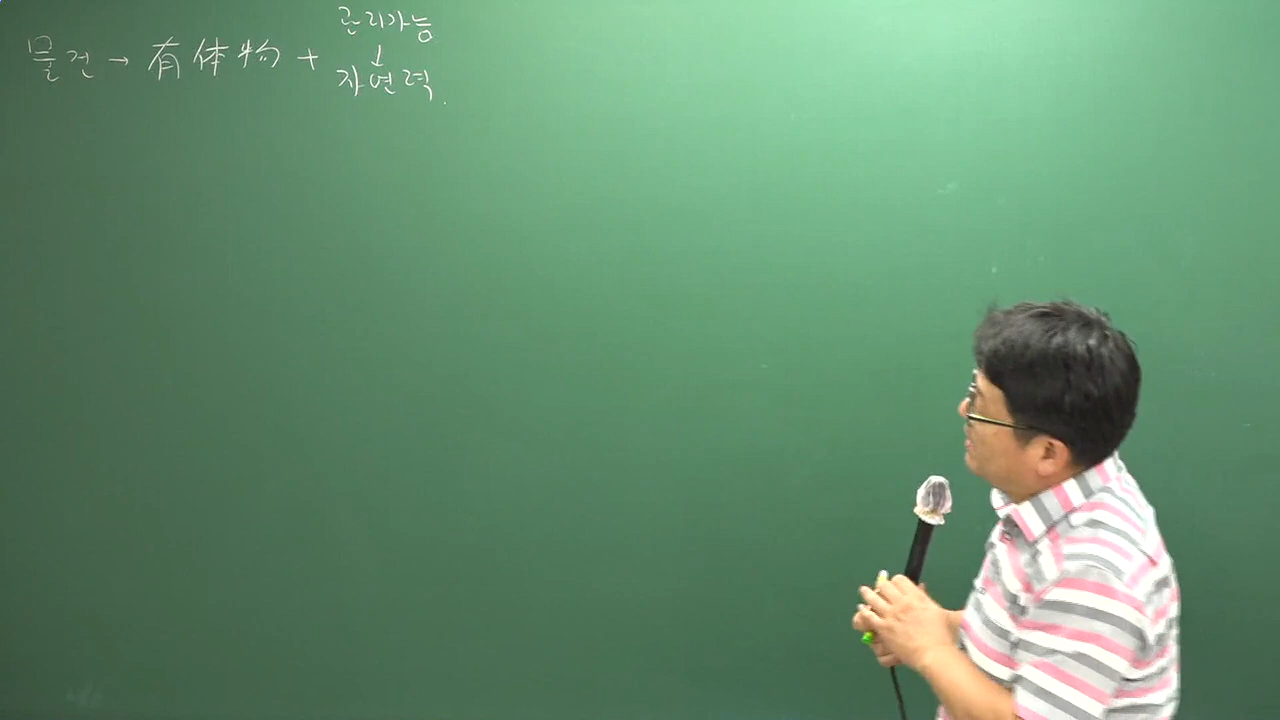 관리가능
물건 → 有体物 + ↓
자연력.